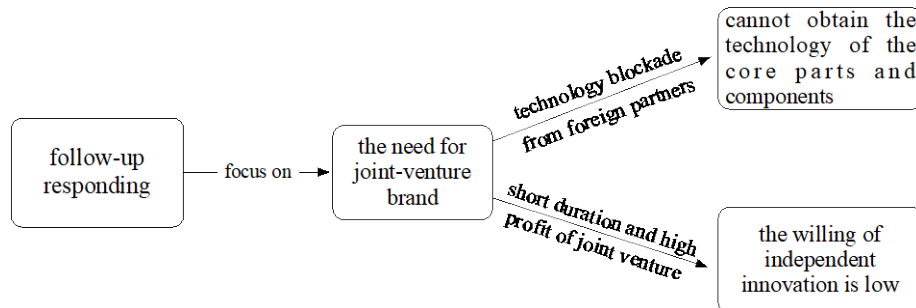 follow-up
responding
focus on
the need for
joint-venture
brand
technology blockade
from foreign partners
cannot obtain the
technology of the
core parts and
components
short duration and high
profit of joint venture
the willing of
independent
innovation is low